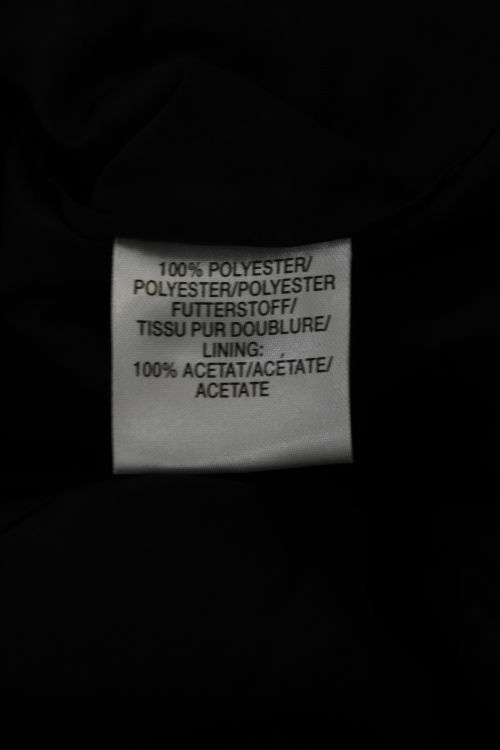 100% POLYESTER/
POLYESTER/POLYESTER
FUTTERSTOFF/
TISSU PUR DOUBLURE/
LINING:
100% ACETAT/ACÉTATE/
ACETATE